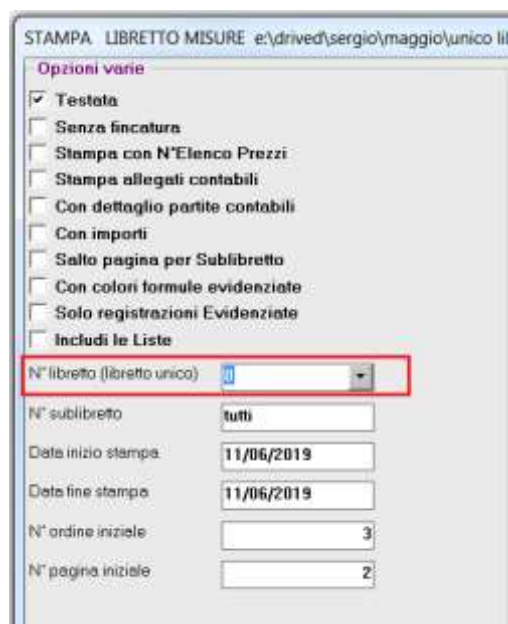 STAMPA LIBRETTO MISURE e:\drived\sergio\maggio\unico li
Opzioni varie
Testata
Senza fincatura
Stampa con N°Elenco Prezzi
Stampa allegati contabili
Con dettaglio partite contabili
Con importi
Salto pagina per Sublibretto
Con colori formule evidenziate
Solo registrazioni Evidenziate
Includi le Liste
N° libretto (libretto unico) 0
N° sublibretto tutti
Data inizio stampa 11/06/2019
Data fine stampa 11/06/2019
N° ordine iniziale 3
N° pagina iniziale 2